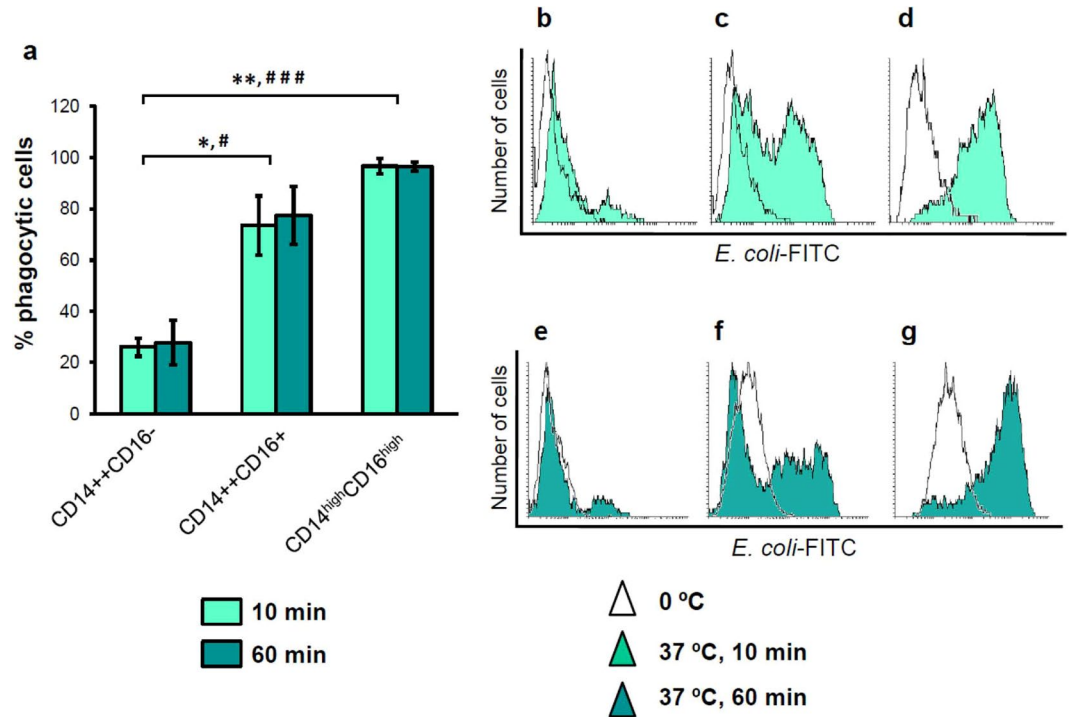 a
**, # # #
*, #
% phagocytic cells
120
100
80
60
40
20
0
CD14++CD16-
CD14++CD16+
CD14highCD16high
10 min
60 min
b
c
d
Number of cells
E. coli-FITC
e
f
g
Number of cells
E. coli-FITC
0 ºC
37 ºC, 10 min
37 ºC, 60 min